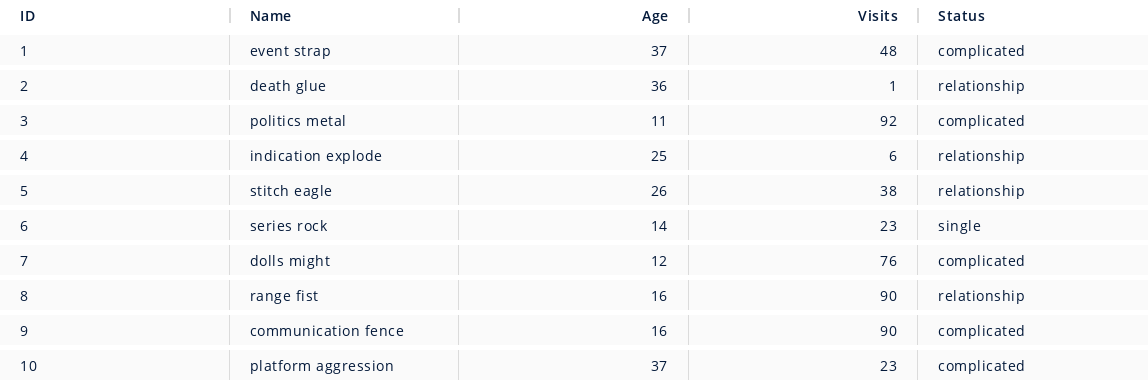 ID Name Age Visits Status
1 event strap 37 48 complicated
2 death glue 36 1 relationship
3 politics metal 11 92 complicated
4 indication explode 25 6 relationship
5 stitch eagle 26 38 relationship
6 series rock 14 23 single
7 dolls might 12 76 complicated
8 range fist 16 90 relationship
9 communication fence 16 90 complicated
10 platform aggression 37 23 complicated